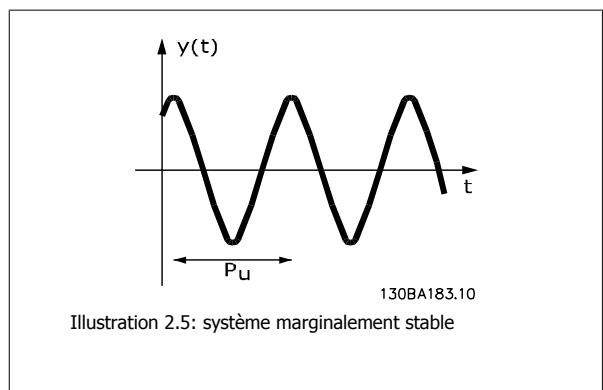 y(t)
t
Pu
130BA183.10
Illustration 2.5: système marginalement stable